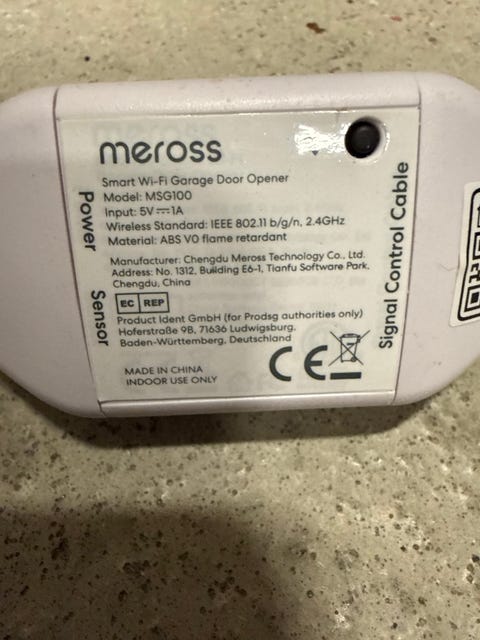 meross
Smart Wi-Fi Garage Door Opener
Model: MSG100
Input: 5V⎓1A
Wireless Standard: IEEE 802.11 b/g/n, 2.4GHz
Material: ABS V0 flame retardant
Manufacturer: Chengdu Meross Technology Co., Ltd.
Address: No. 1312, Building E6-1, Tianfu Software Park,
Chengdu, China
EC REP
Product Ident GmbH (for Prodsg authorities only)
Hoferstraße 9B, 71636 Ludwigsburg,
Baden-Württemberg, Deutschland
MADE IN CHINA
INDOOR USE ONLY
CE
Power
Sensor
Signal Control Cable